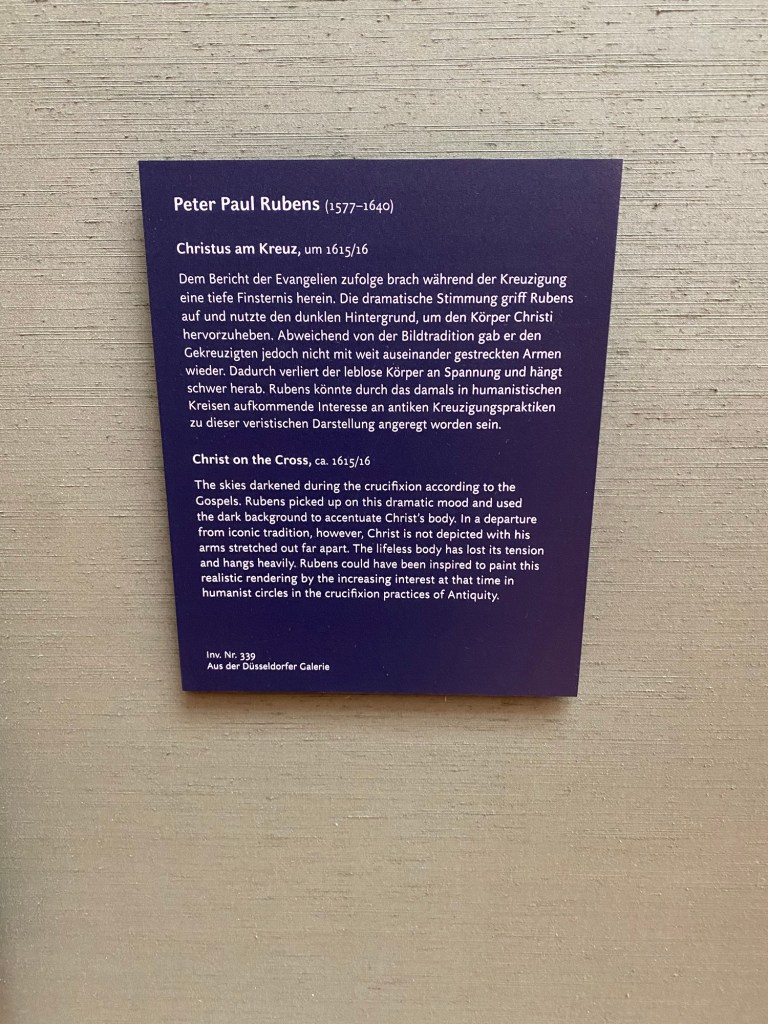 Peter Paul Rubens (1577–1640)
Christus am Kreuz, um 1615/16
Dem Bericht der Evangelien zufolge brach während der Kreuzigung
eine tiefe Finsternis herein. Die dramatische Stimmung griff Rubens
auf und nutzte den dunklen Hintergrund, um den Körper Christi
hervorzuheben. Abweichend von der Bildtradition gab er den
Gekreuzigten jedoch nicht mit weit auseinander gestreckten Armen
wieder. Dadurch verliert der leblose Körper an Spannung und hängt
schwer herab. Rubens könnte durch das damals in humanistischen
Kreisen aufkommende Interesse an antiken Kreuzigungspraktiken
zu dieser veristischen Darstellung angeregt worden sein.
Christ on the Cross, ca. 1615/16
The skies darkened during the crucifixion according to the
Gospels. Rubens picked up on this dramatic mood and used
the dark background to accentuate Christ's body. In a departure
from iconic tradition, however, Christ is not depicted with his
arms stretched out far apart. The lifeless body has lost its tension
and hangs heavily. Rubens could have been inspired to paint this
realistic rendering by the increasing interest at that time in
humanist circles in the crucifixion practices of Antiquity.
Inv. Nr. 339
Aus der Düsseldorfer Galerie